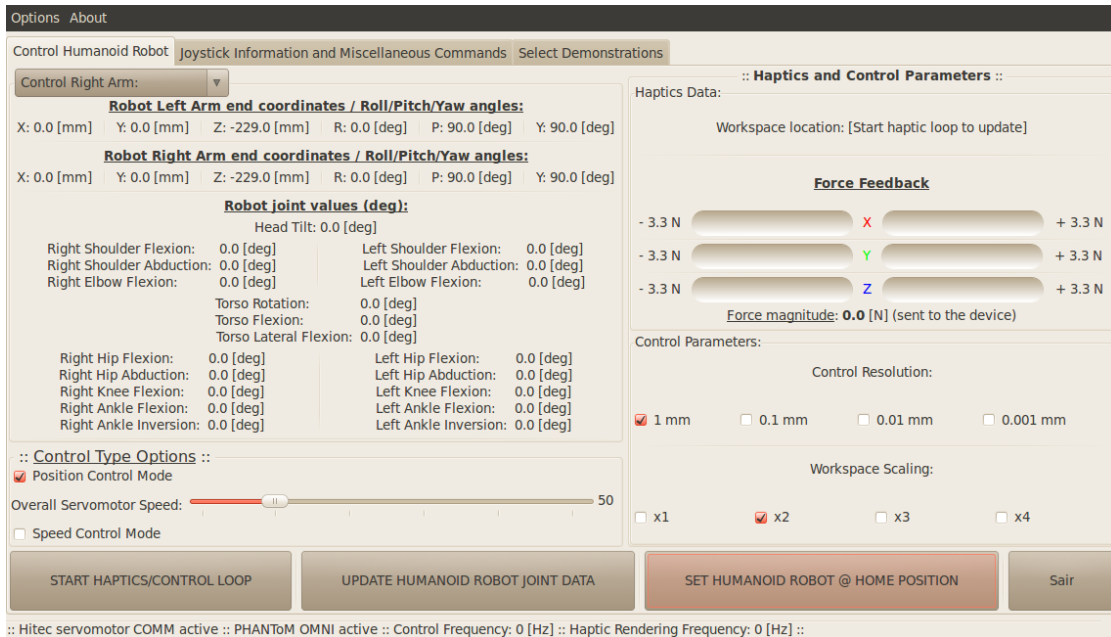 Options About
Control Humanoid Robot Joystick Information and Miscellaneous Commands Select Demonstrations
Control Right Arm:
Robot Left Arm end coordinates / Roll/Pitch/Yaw angles:
X: 0.0 [mm] Y: 0.0 [mm] Z: -229.0 [mm] R: 0.0 [deg] P: 90.0 [deg] Y: 90.0 [deg]
Robot Right Arm end coordinates / Roll/Pitch/Yaw angles:
X: 0.0 [mm] Y: 0.0 [mm] Z: -229.0 [mm] R: 0.0 [deg] P: 90.0 [deg] Y: 90.0 [deg]
Robot joint values (deg):
Head Tilt: 0.0 [deg]
Right Shoulder Flexion: 0.0 [deg] Left Shoulder Flexion: 0.0 [deg]
Right Shoulder Abduction: 0.0 [deg] Left Shoulder Abduction: 0.0 [deg]
Right Elbow Flexion: 0.0 [deg] Left Elbow Flexion: 0.0 [deg]
Torso Rotation: 0.0 [deg]
Torso Flexion: 0.0 [deg]
Torso Lateral Flexion: 0.0 [deg]
Right Hip Flexion: 0.0 [deg] Left Hip Flexion: 0.0 [deg]
Right Hip Abduction: 0.0 [deg] Left Hip Abduction: 0.0 [deg]
Right Knee Flexion: 0.0 [deg] Left Knee Flexion: 0.0 [deg]
Right Ankle Flexion: 0.0 [deg] Left Ankle Flexion: 0.0 [deg]
Right Ankle Inversion: 0.0 [deg] Left Ankle Inversion: 0.0 [deg]
:: Control Type Options ::
Position Control Mode
Overall Servomotor Speed: 50
Speed Control Mode
:: Haptics and Control Parameters ::
Haptics Data:
Workspace location: [Start haptic loop to update]
Force Feedback
- 3.3 N X + 3.3 N
- 3.3 N Y + 3.3 N
- 3.3 N Z + 3.3 N
Force magnitude: 0.0 [N] (sent to the device)
Control Parameters:
Control Resolution:
1 mm 0.1 mm 0.01 mm 0.001 mm
Workspace Scaling:
x1 x2 x3 x4
START HAPTICS/CONTROL LOOP UPDATE HUMANOID ROBOT JOINT DATA SET HUMANOID ROBOT @ HOME POSITION Sair
:: Hitec servomotor COMM active :: PHANToM OMNI active :: Control Frequency: 0 [Hz] :: Haptic Rendering Frequency: 0 [Hz] ::